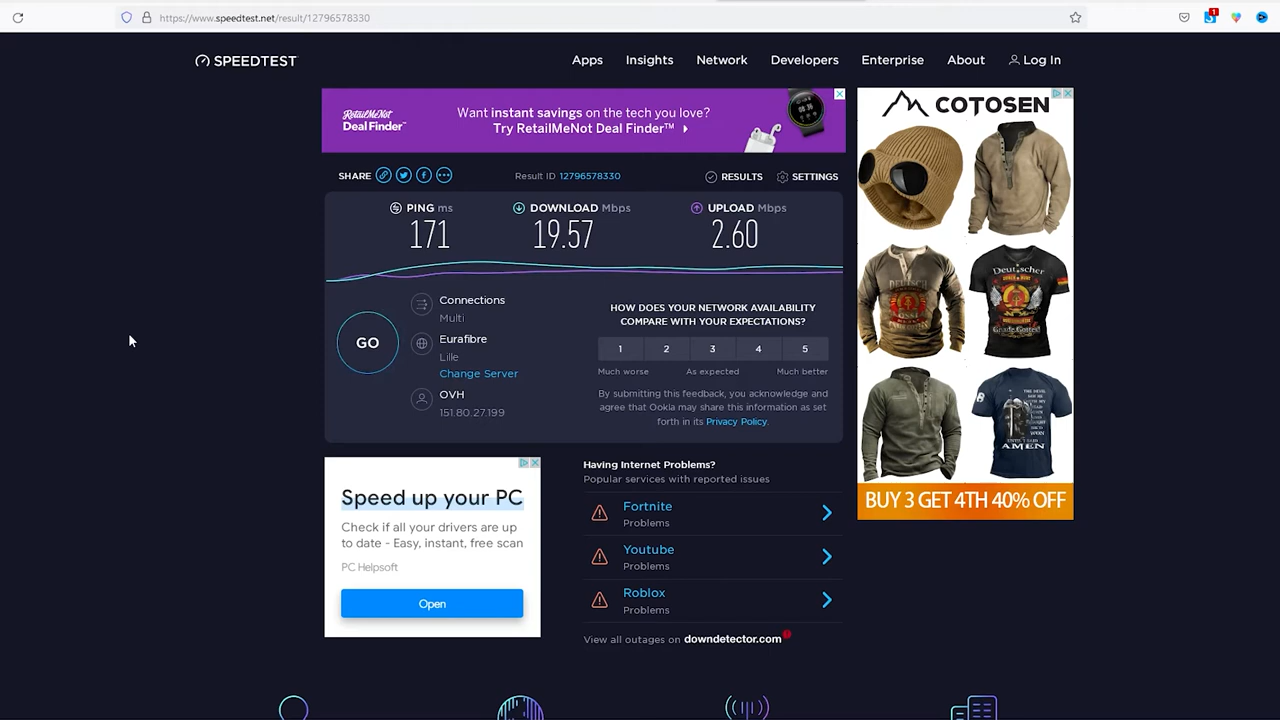 https://www.speedtest.net/result/12796578330
1
SPEEDTEST
Apps Insights Network Developers Enterprise About Log In
RetailMeNot
Deal Finder™
Want instant savings on the tech you love?
Try RetailMeNot Deal Finder™
COTOSEN
SHARE Result ID 12796578330 RESULTS SETTINGS
PING ms DOWNLOAD Mbps UPLOAD Mbps
171 19.57 2.60
Connections
Multi
Eurafibre
Lille
Change Server
OVH
151.80.27.199
GO
HOW DOES YOUR NETWORK AVAILABILITY
COMPARE WITH YOUR EXPECTATIONS?
1 2 3 4 5
Much worse As expected Much better
By submitting this feedback, you acknowledge and
agree that Ookla may share this information as set
forth in its Privacy Policy.
Deutscher
AMEN
BUY 3 GET 4TH 40% OFF
Speed up your PC
Check if all your drivers are up
to date - Easy, instant, free scan
PC Helpsoft
Open
Having Internet Problems?
Popular services with reported issues
Fortnite
Problems
Youtube
Problems
Roblox
Problems
View all outages on downdetector.com